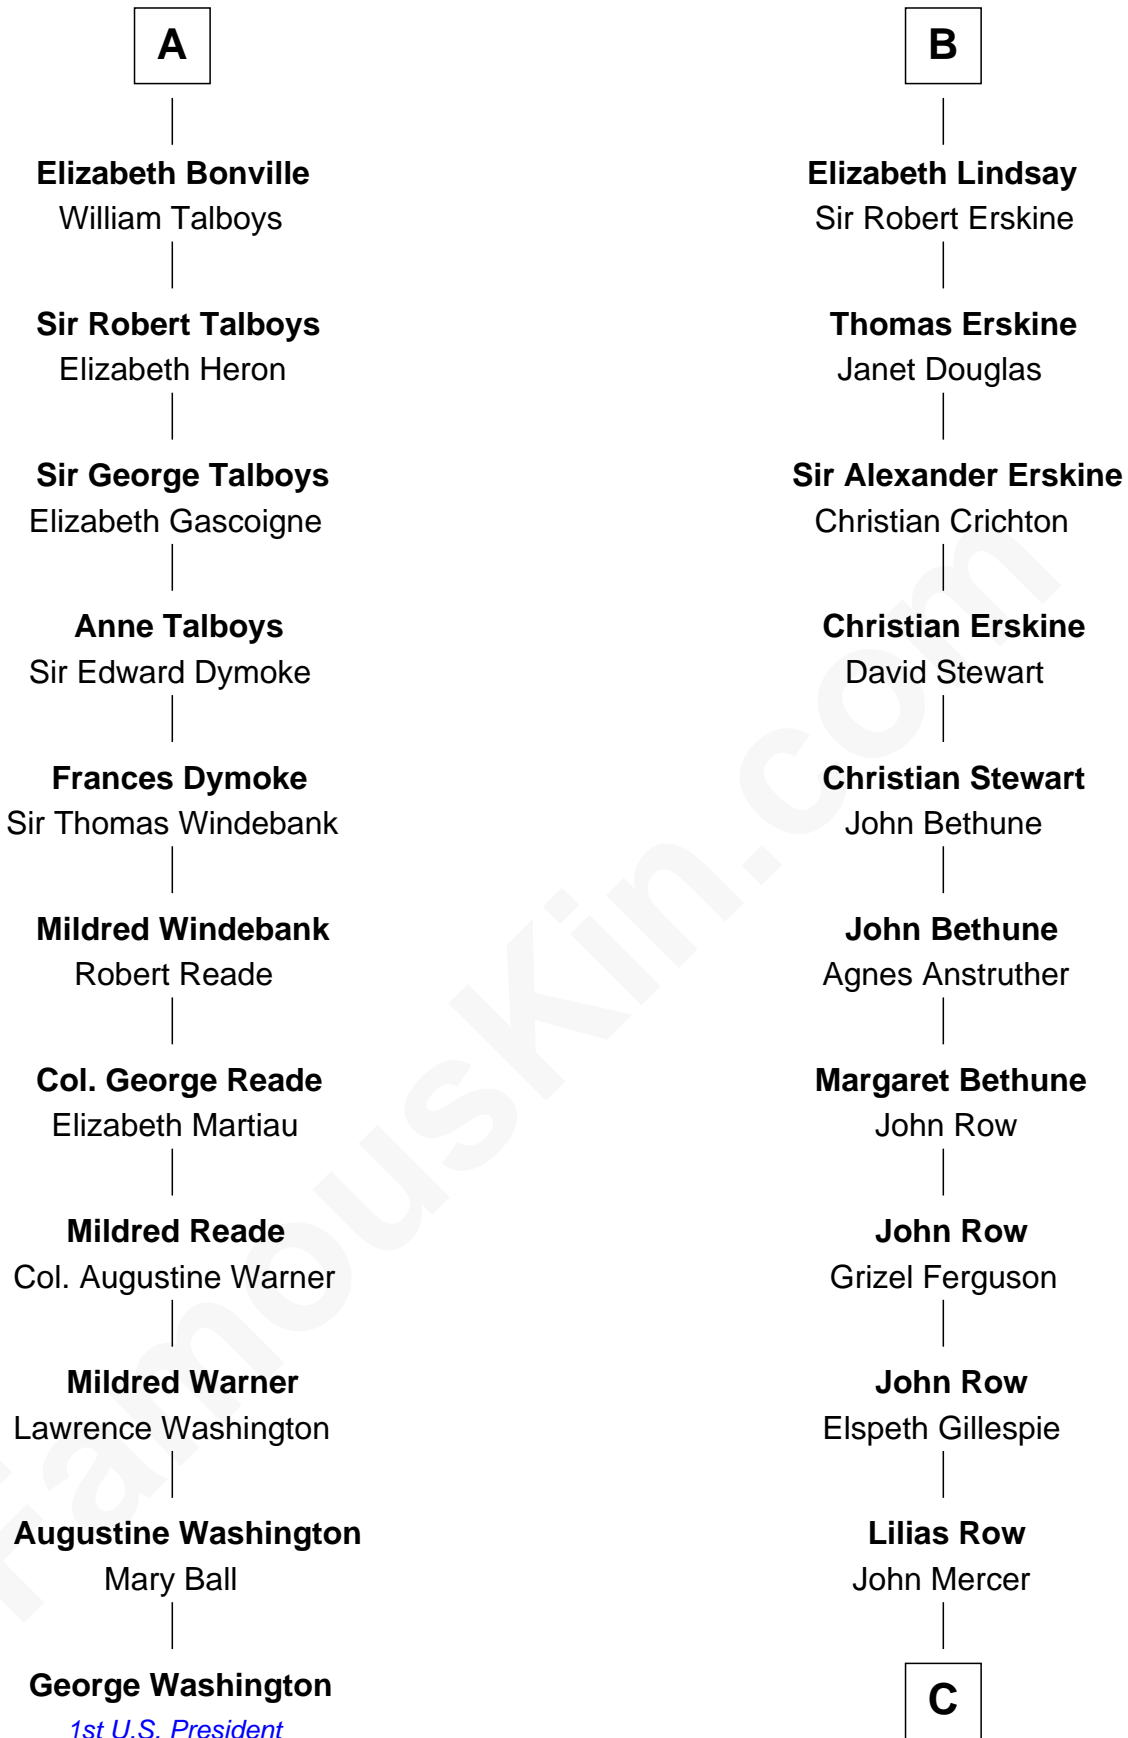 A
Elizabeth Bonville
William Talboys
Sir Robert Talboys
Elizabeth Heron
Sir George Talboys
Elizabeth Gascoigne
Anne Talboys
Sir Edward Dymoke
Frances Dymoke
Sir Thomas Windebank
Mildred Windebank
Robert Reade
Col. George Reade
Elizabeth Martiau
Mildred Reade
Col. Augustine Warner
Mildred Warner
Lawrence Washington
Augustine Washington
Mary Ball
George Washington
1st U.S. President
B
Elizabeth Lindsay
Sir Robert Erskine
Thomas Erskine
Janet Douglas
Sir Alexander Erskine
Christian Crichton
Christian Erskine
David Stewart
Christian Stewart
John Bethune
John Bethune
Agnes Anstruther
Margaret Bethune
John Row
John Row
Grizel Ferguson
John Row
Elspeth Gillespie
Lilias Row
John Mercer
C
FamousKin.com